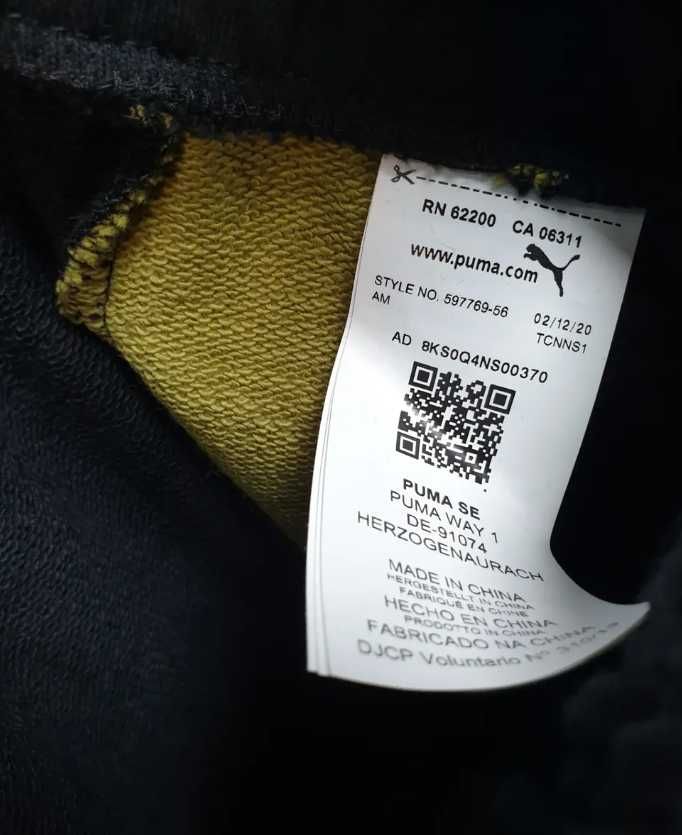 RN 62200 CA 06311
www.puma.com
STYLE NO. 597769-56 02/12/20
AM TCNNS1
AD 8KS0Q4NS00370
PUMA SE
PUMA WAY 1
DE-91074
HERZOGENAURACH
MADE IN CHINA
HERGESTELLT IN CHINA
FABRIQUÉ EN CHINE
HECHO EN CHINA
PRODOTTO IN CHINA
FABRICADO NA CHINA
DJCP Voluntario Nº